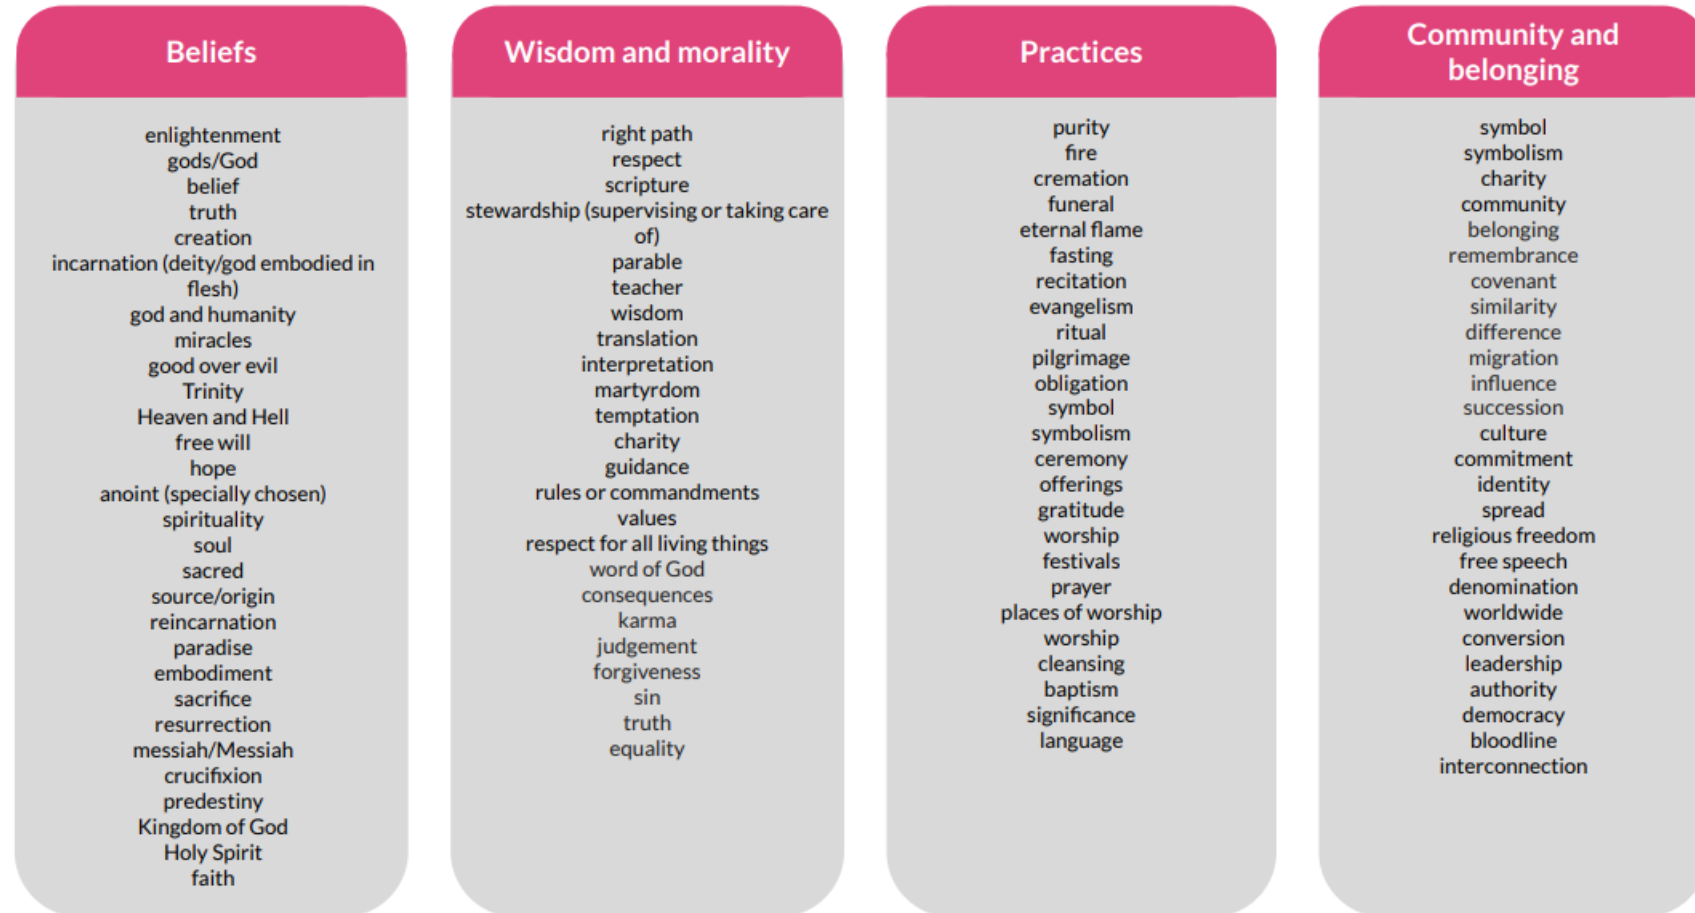 Beliefs
enlightenment
gods/God
belief
truth
creation
incarnation (deity/god embodied in
flesh)
god and humanity
miracles
good over evil
Trinity
Heaven and Hell
free will
hope
anoint (specially chosen)
spirituality
soul
sacred
source/origin
reincarnation
paradise
embodiment
sacrifice
resurrection
messiah/Messiah
crucifixion
predestiny
Kingdom of God
Holy Spirit
faith
Wisdom and morality
right path
respect
scripture
stewardship (supervising or taking care
of)
parable
teacher
wisdom
translation
interpretation
martyrdom
temptation
charity
guidance
rules or commandments
values
respect for all living things
word of God
consequences
karma
judgement
forgiveness
sin
truth
equality
Practices
purity
fire
cremation
funeral
eternal flame
fasting
recitation
evangelism
ritual
pilgrimage
obligation
symbol
symbolism
ceremony
offerings
gratitude
worship
festivals
prayer
places of worship
worship
cleansing
baptism
significance
language
Community and
belonging
symbol
symbolism
charity
community
belonging
remembrance
covenant
similarity
difference
migration
influence
succession
culture
commitment
identity
spread
religious freedom
free speech
denomination
worldwide
conversion
leadership
authority
democracy
bloodline
interconnection